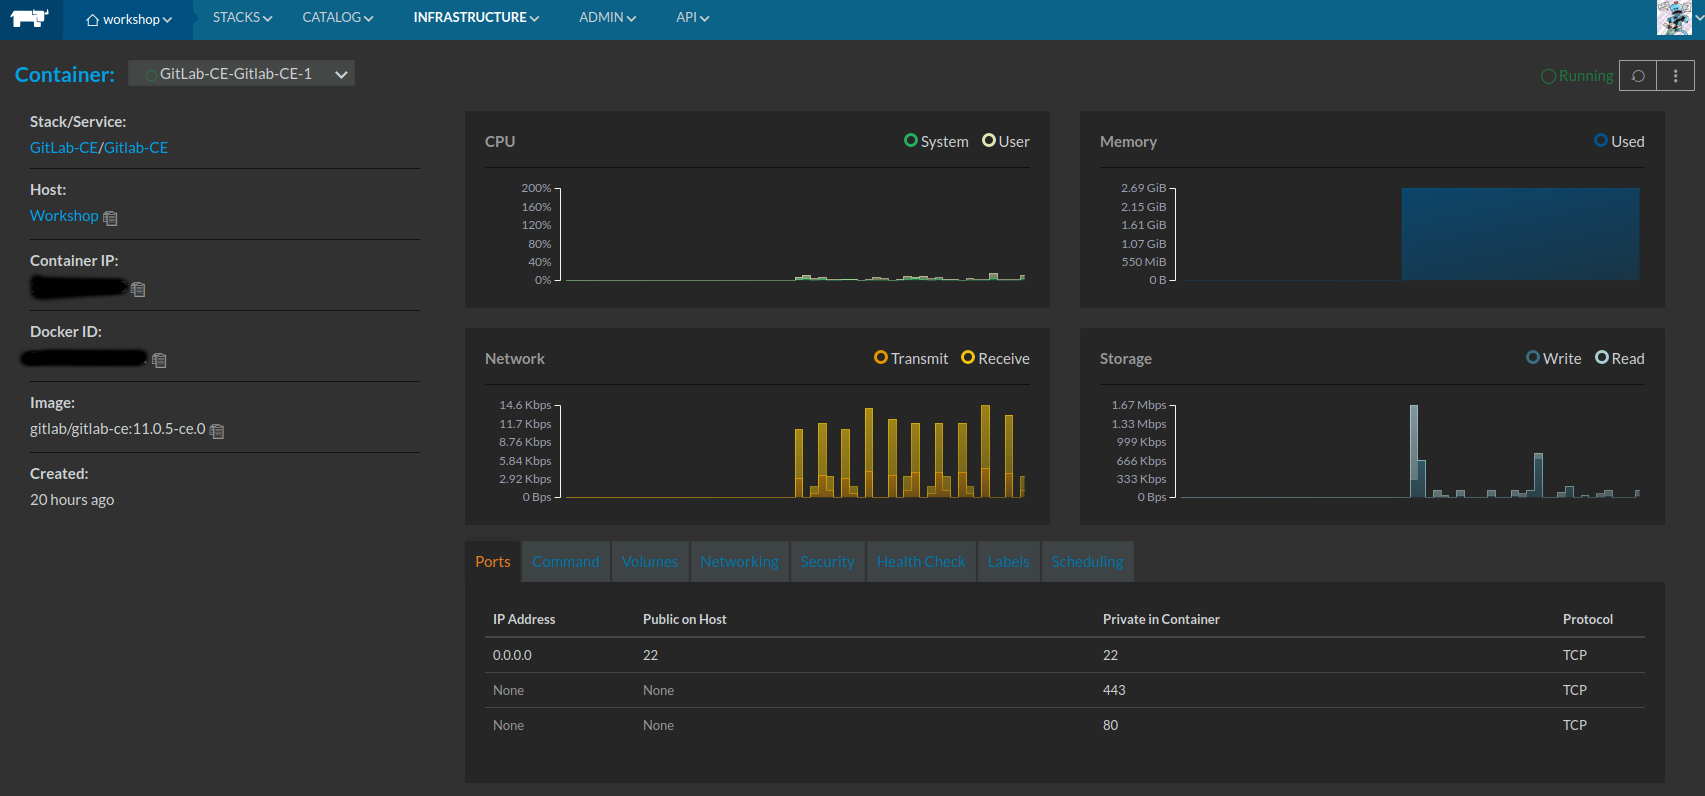 workshop STACKS CATALOG INFRASTRUCTURE ADMIN API
Container: GitLab-CE-Gitlab-CE-1 Running
Stack/Service:
GitLab-CE/Gitlab-CE
Host:
Workshop
Container IP:
Docker ID:
Image:
gitlab/gitlab-ce:11.0.5-ce.0
Created:
20 hours ago
CPU System User
200%
160%
120%
80%
40%
0%
Memory Used
2.69 GiB
2.15 GiB
1.61 GiB
1.07 GiB
550 MiB
0 B
Network Transmit Receive
14.6 Kbps
11.7 Kbps
8.76 Kbps
5.84 Kbps
2.92 Kbps
0 Bps
Storage Write Read
1.67 Mbps
1.33 Mbps
999 Kbps
666 Kbps
333 Kbps
0 Bps
Ports Command Volumes Networking Security Health Check Labels Scheduling
IP Address Public on Host Private in Container Protocol
0.0.0.0 22 22 TCP
None None 443 TCP
None None 80 TCP